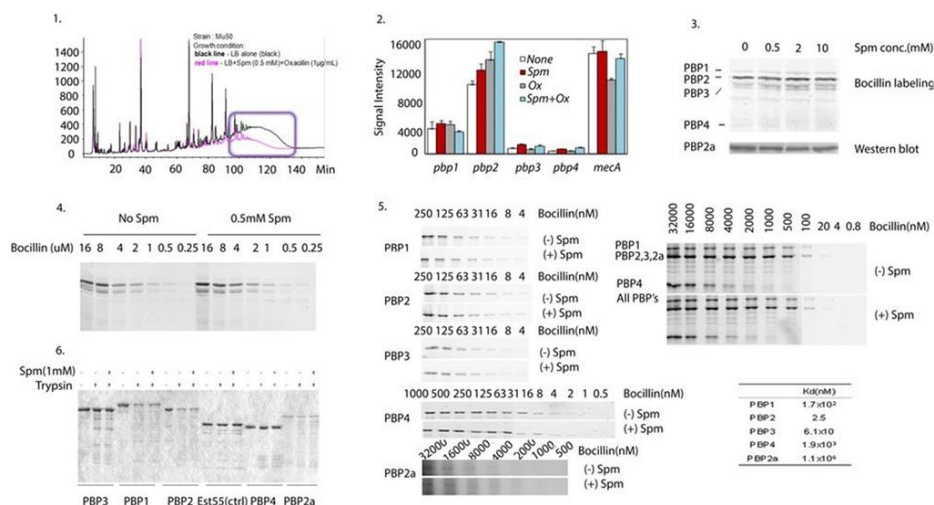 1.
Strain : Mu50
Growth condition:
black line - LB alone (black)
red line - LB+Spm (0.5 mM)+Oxacilin (1µg/mL)
1400
1200
1000
800
600
400
200
0
20 40 60 80 100 120 140 Min
2.
Signal Intensity
16000
12000
8000
4000
0
None
Spm
Ox
Spm+Ox
pbp1 pbp2 pbp3 pbp4 mecA
3.
0 0.5 2 10 Spm conc.(mM)
PBP1
PBP2
PBP3
PBP4
Bocillin labeling
PBP2a
Western blot
4.
No Spm 0.5mM Spm
Bocillin (uM) 16 8 4 2 1 0.5 0.25 16 8 4 2 1 0.5 0.25
5.
250 125 63 31 16 8 4 Bocillin(nM)
PRP1
(-) Spm
(+) Spm
250 125 63 31 16 8 4 Bocillin(nM)
PBP2
(-) Spm
(+) Spm
250 125 63 31 16 8 4 Bocillin(nM)
PBP3
(-) Spm
(+) Spm
1000 500 250 125 63 31 16 8 4 2 1 0.5 Bocillin(nM)
PBP4
(-) Spm
(+) Spm
32000 16000 8000 4000 2000 1000 500 Bocillin(nM)
PBP2a
(-) Spm
(+) Spm
32000 16000 8000 4000 2000 1000 500 100 20 4 0.8 Bocillin(nM)
PBP1
PBP2,3,2a
(-) Spm
PBP4
All PBP's
(+) Spm
Kd(nM)
PBP1 1.7x10²
PBP2 2.5
PBP3 6.1x10
PBP4 1.9x10³
PBP2a 1.1x10⁶
6.
Spm(1mM)
Trypsin
PBP3 PBP1 PBP2 Est55(ctrl) PBP4 PBP2a